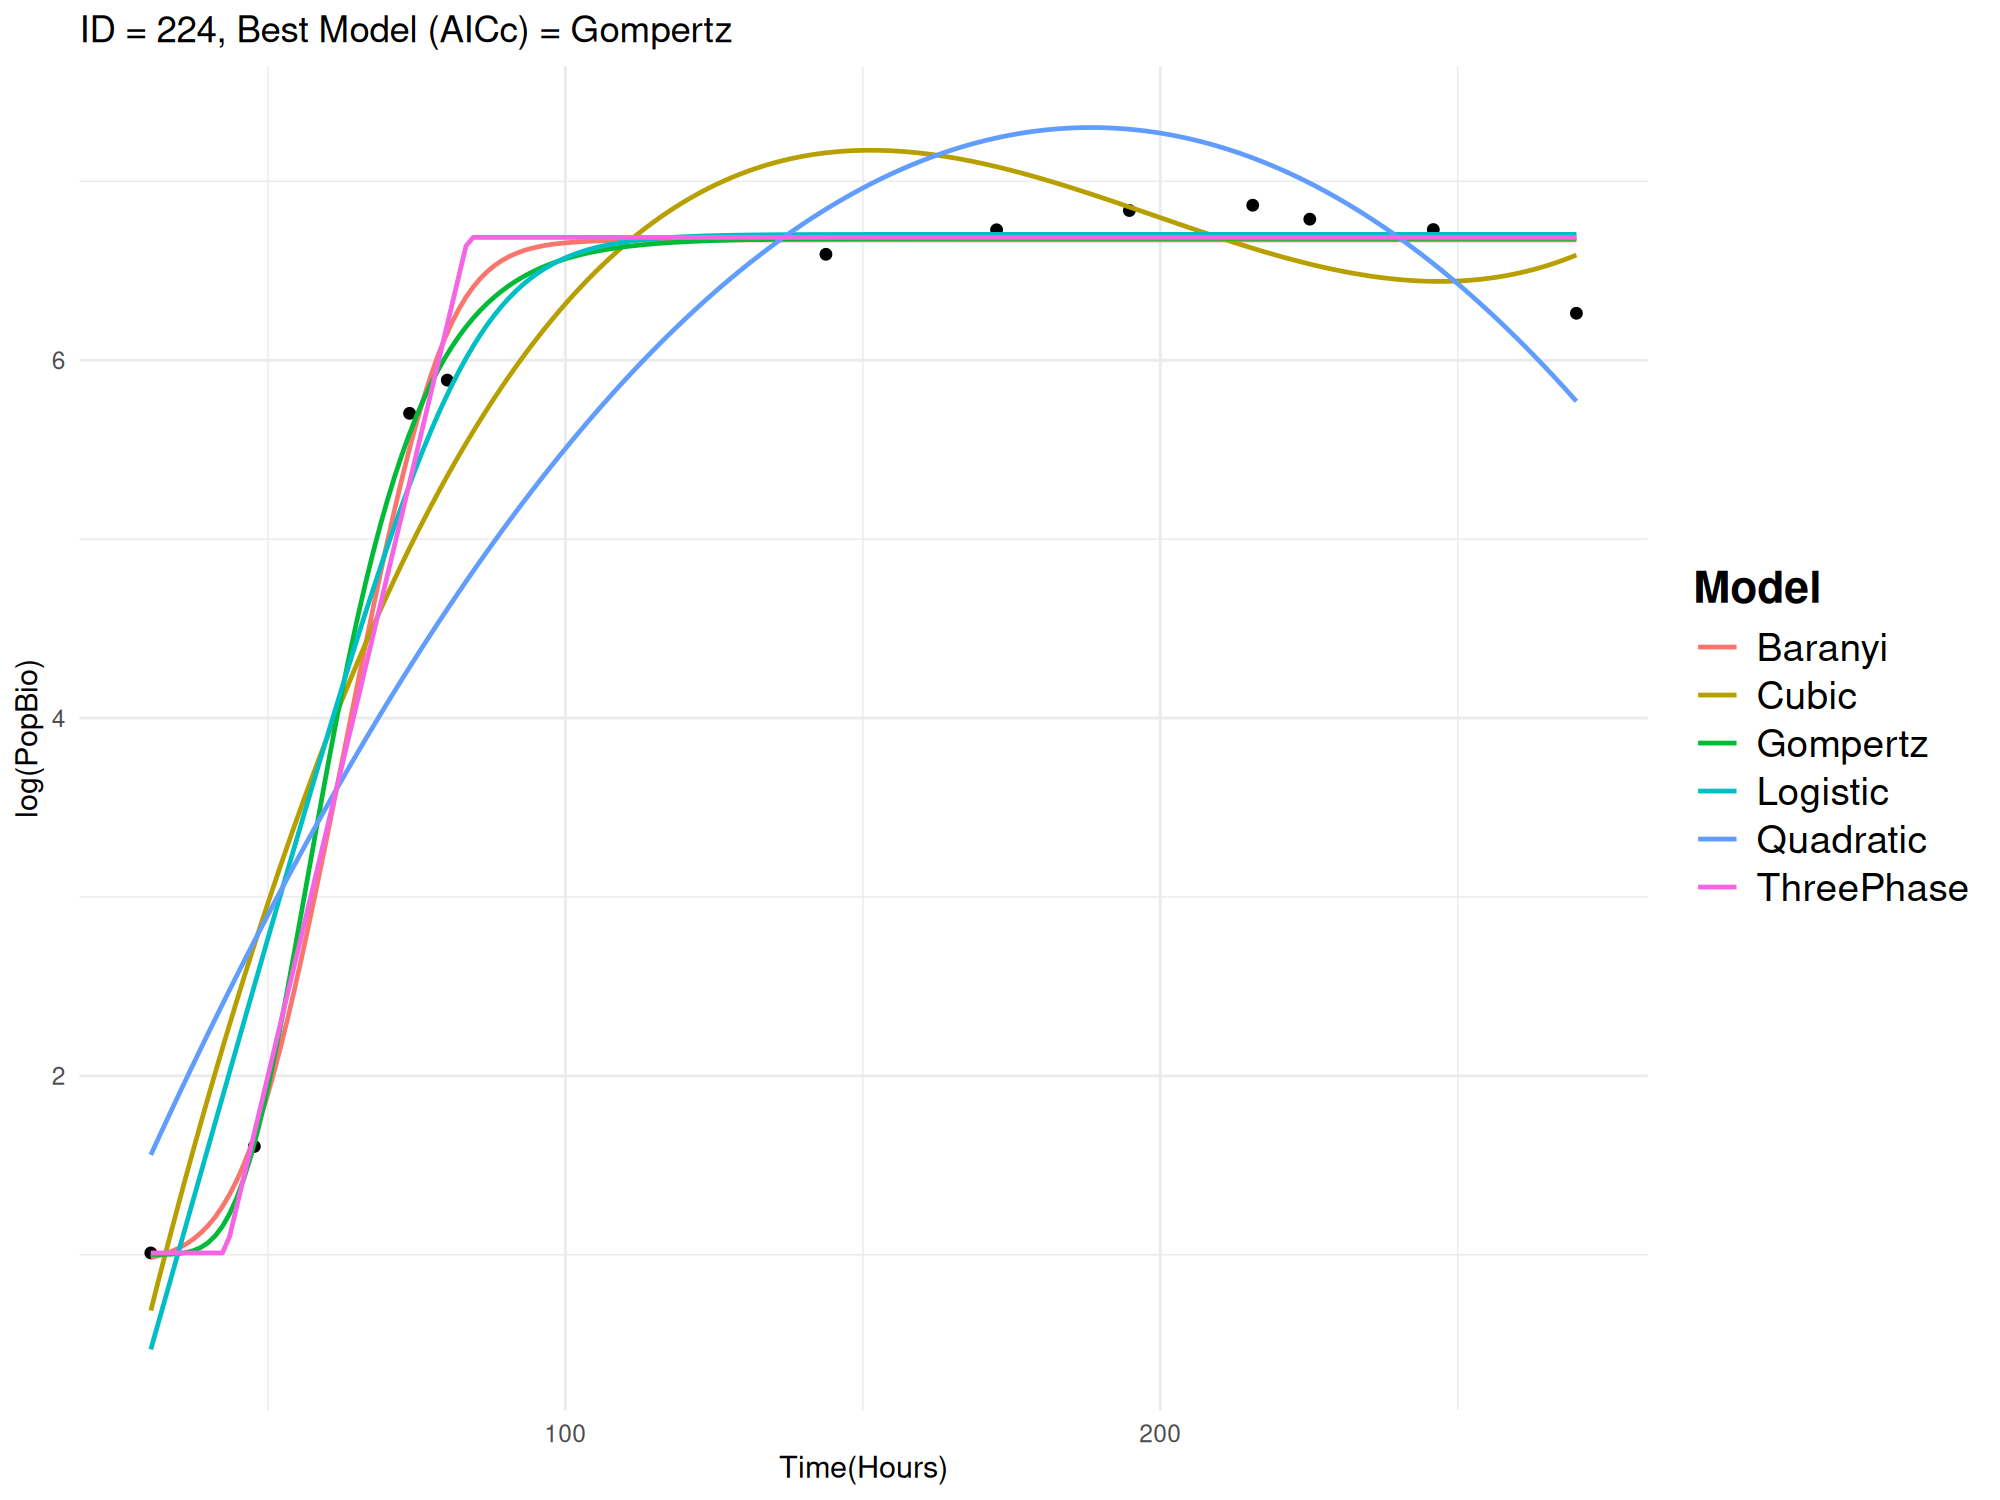 ID = 224, Best Model (AICc) = Gompertz
log(PopBio)
6
4
2
100
200
Time(Hours)
Model
Baranyi
Cubic
Gompertz
Logistic
Quadratic
ThreePhase